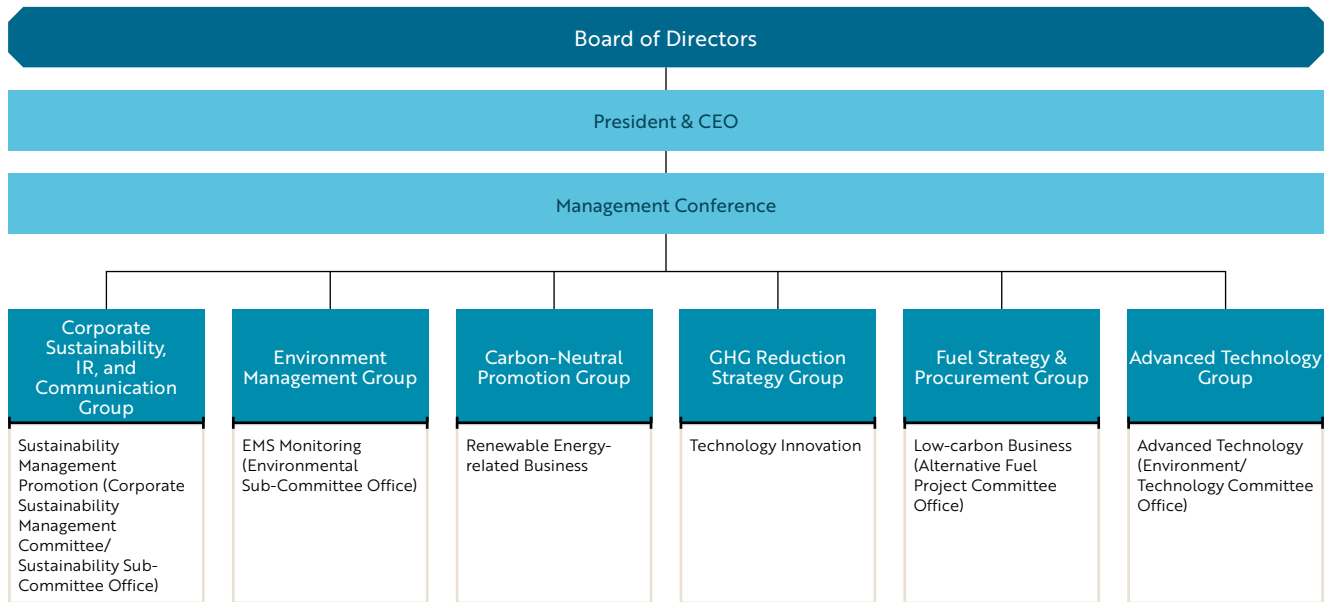 Board of Directors
President & CEO
Management Conference
Corporate
Sustainability,
IR, and
Communication
Group
Environment
Management Group
Carbon-Neutral
Promotion Group
GHG Reduction
Strategy Group
Fuel Strategy &
Procurement Group
Advanced Technology
Group
Sustainability
Management
Promotion (Corporate
Sustainability
Management
Committee/
Sustainability Sub-
Committee Office)
EMS Monitoring
(Environmental
Sub-Committee Office)
Renewable Energy-
related Business
Technology Innovation
Low-carbon Business
(Alternative Fuel
Project Committee
Office)
Advanced Technology
(Environment/
Technology Committee
Office)